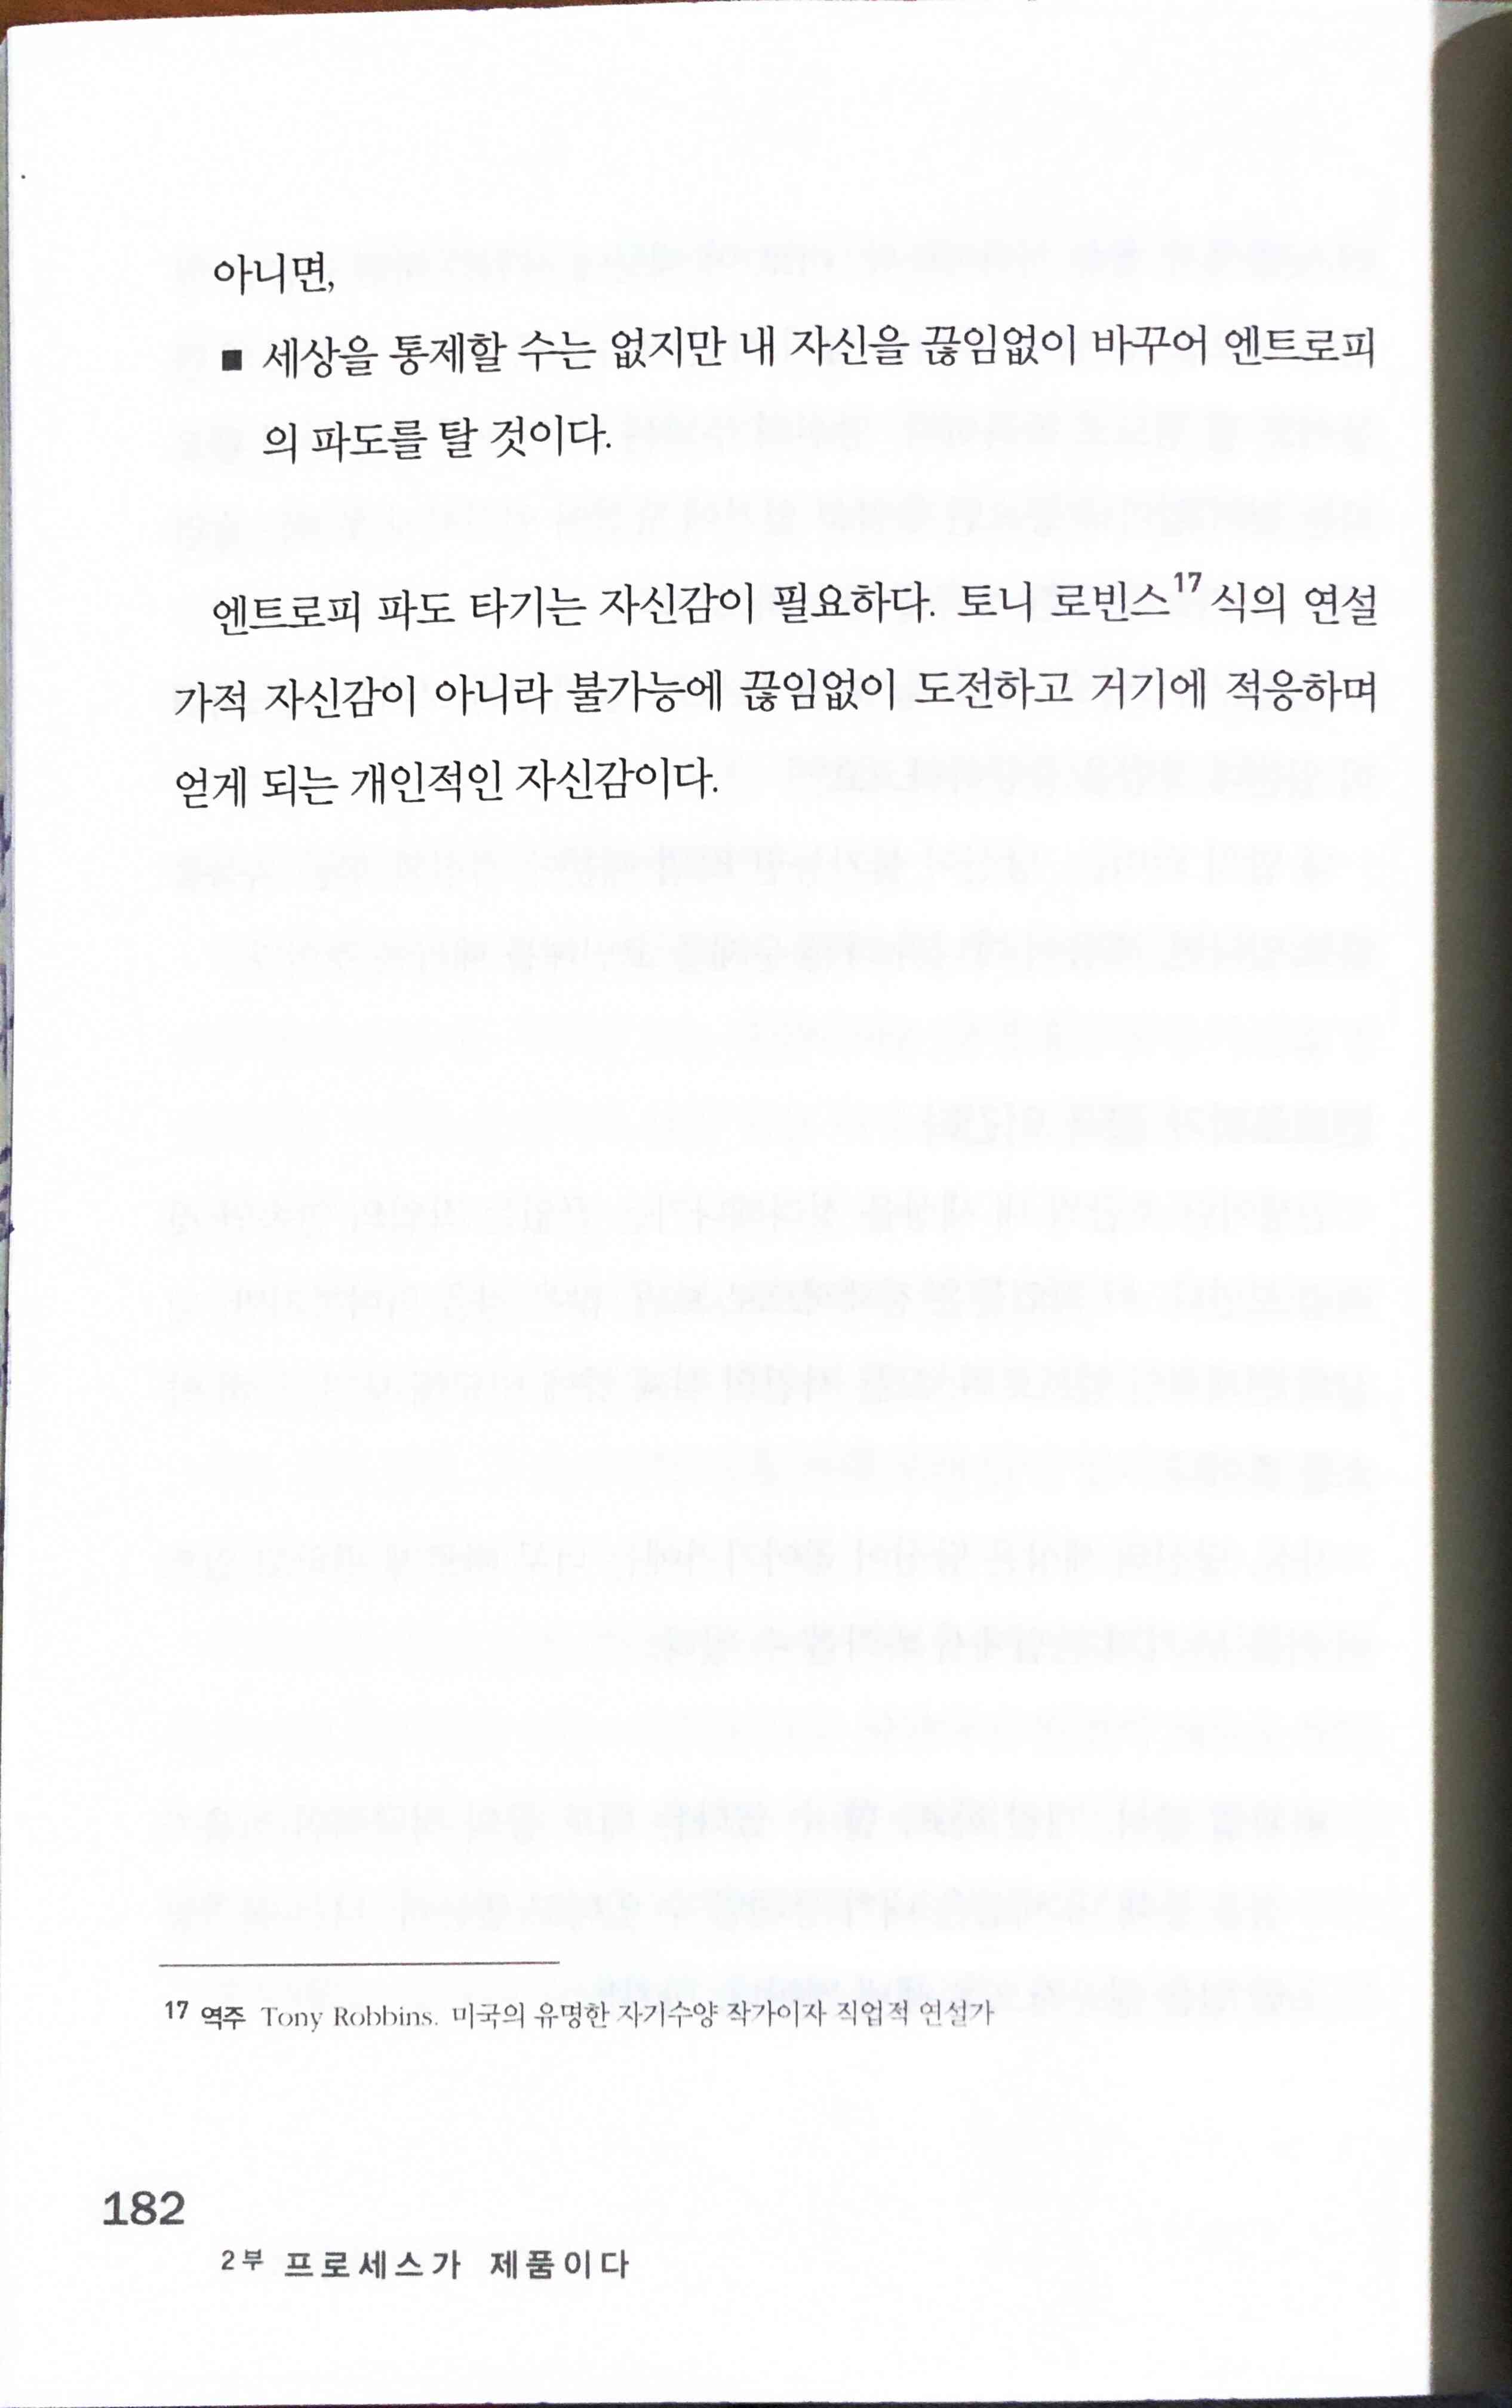 아니면,
■ 세상을 통제할 수는 없지만 내 자신을 끊임없이 바꾸어 엔트로피
의 파도를 탈 것이다.
엔트로피 파도 타기는 자신감이 필요하다. 토니 로빈스17 식의 연설
가적 자신감이 아니라 불가능에 끊임없이 도전하고 거기에 적응하며
얻게 되는 개인적인 자신감이다.
17 역주 Tony Robbins. 미국의 유명한 자기수양 작가이자 직업적 연설가
182
2부 프로세스가 제품이다